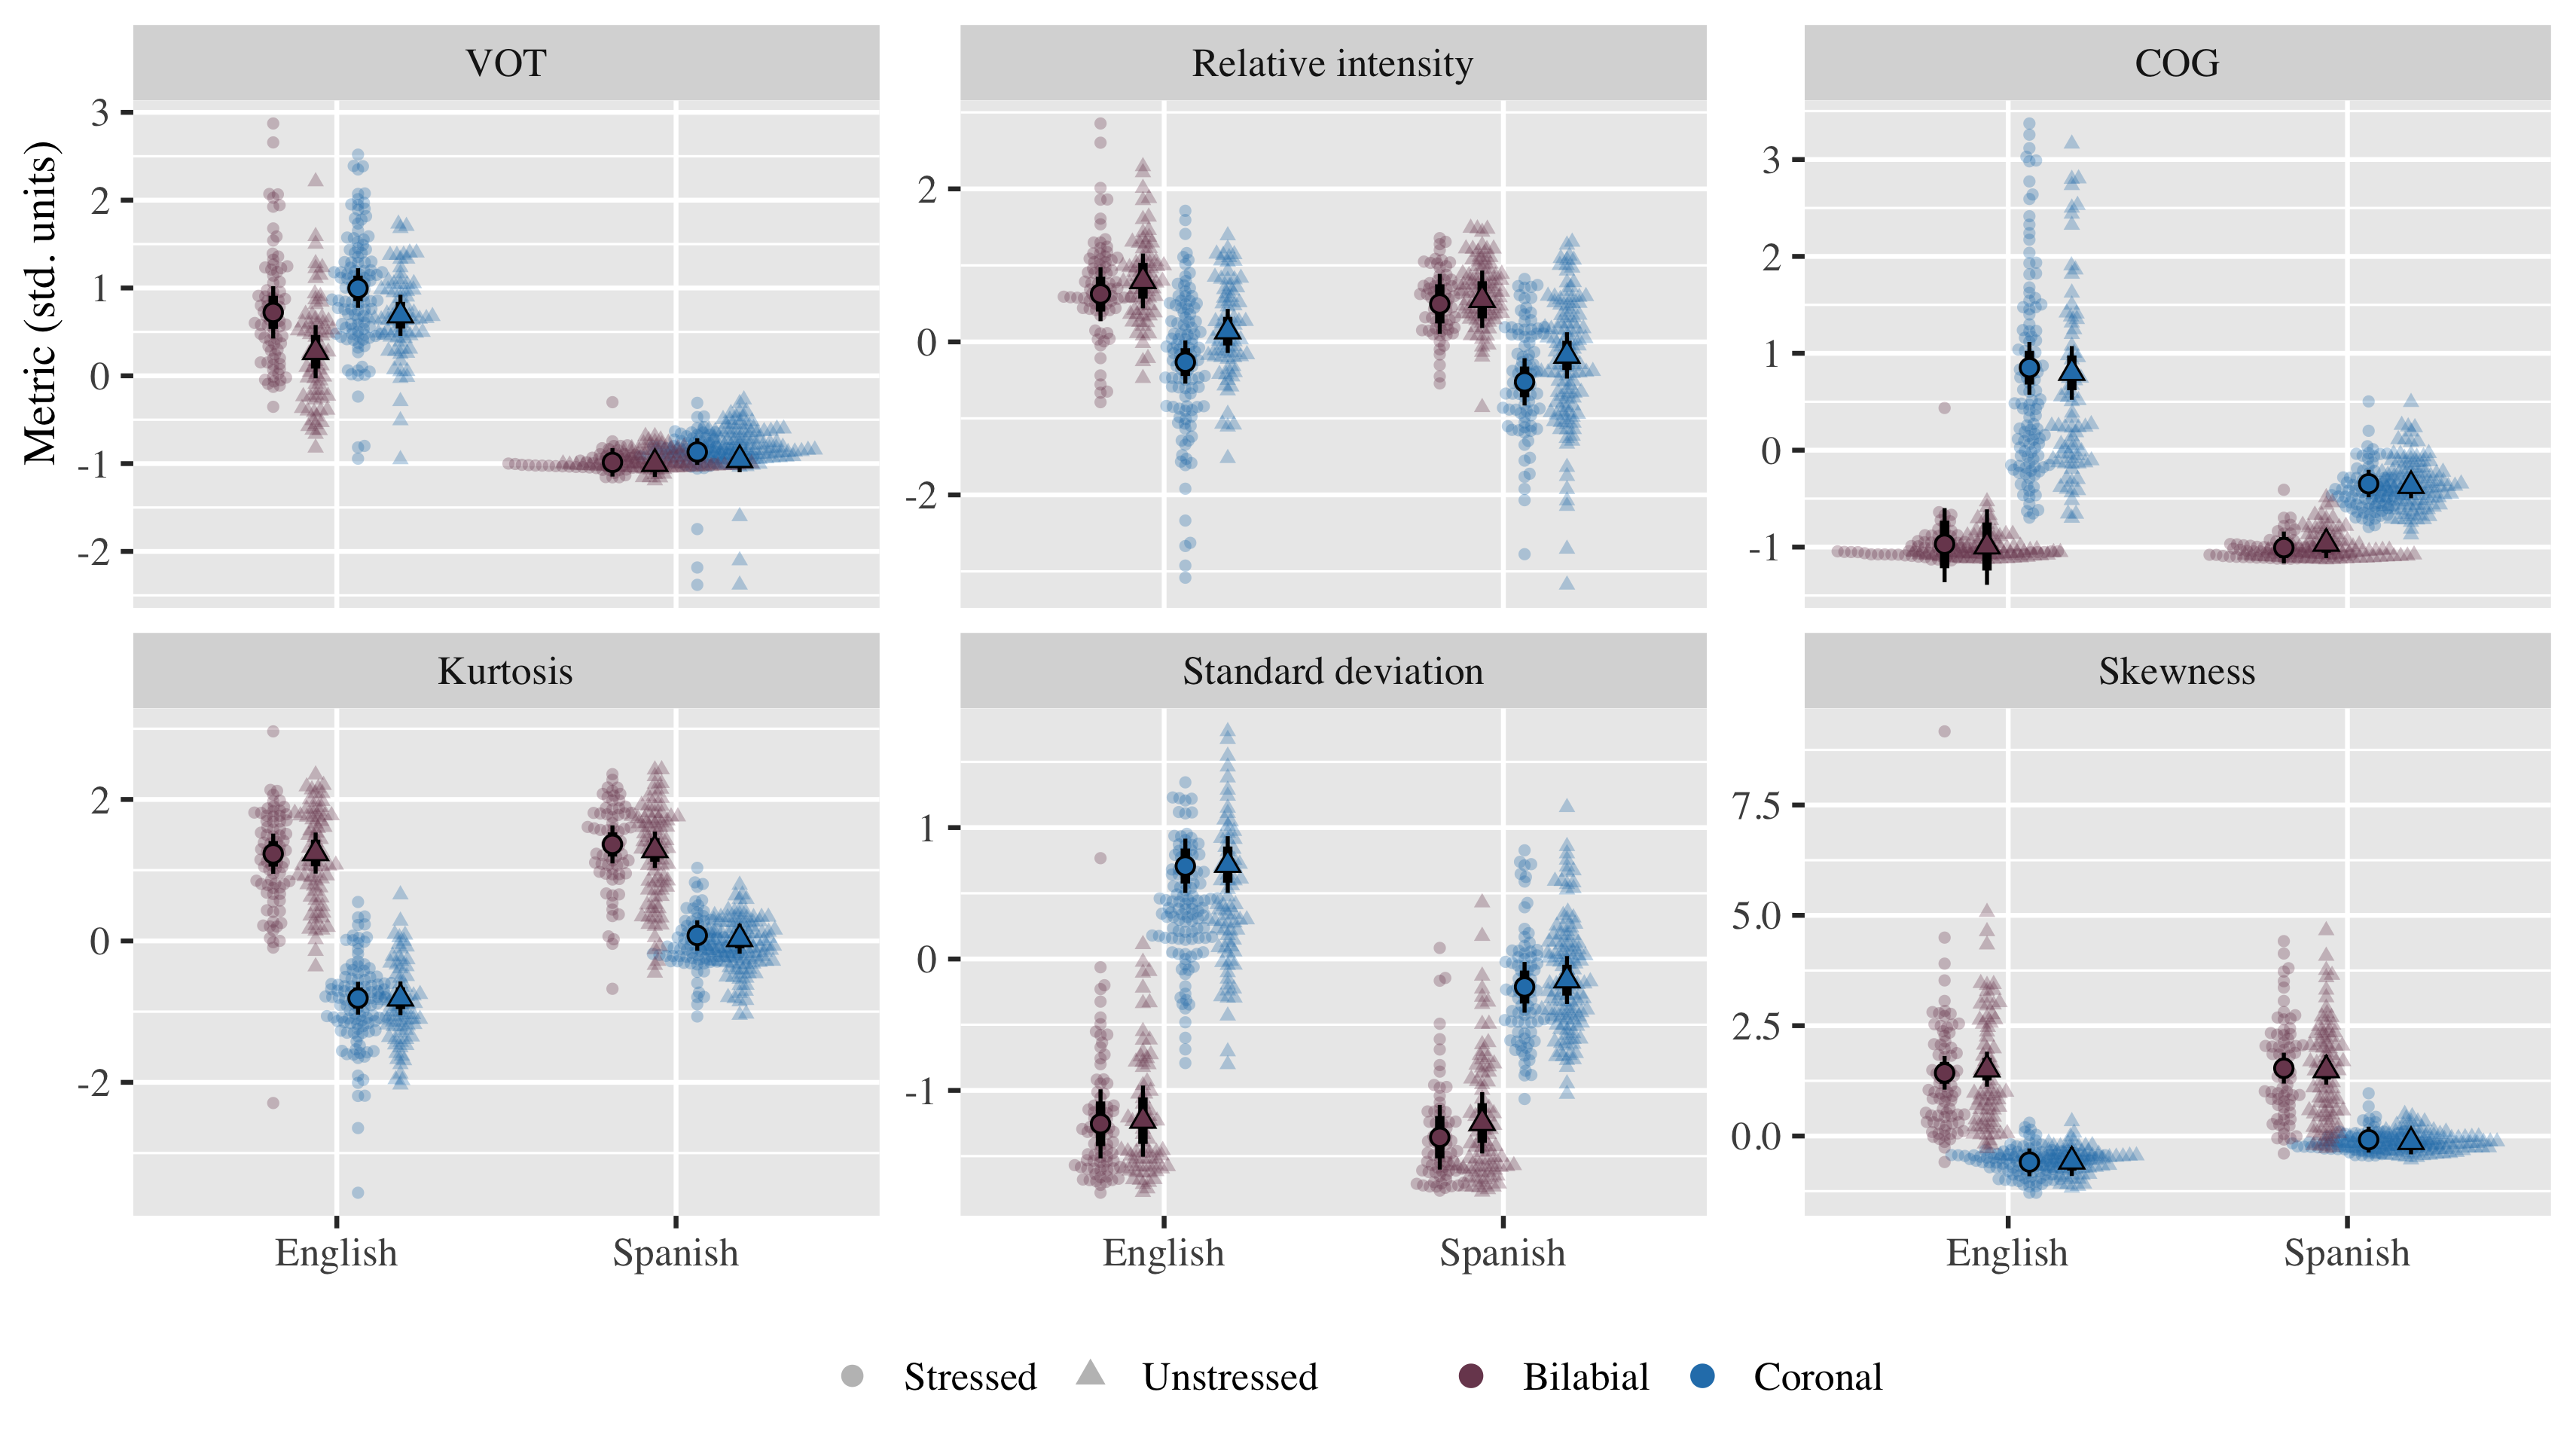 VOT
Relative intensity
COG
Metric (std. units)
3
2
1
0
-1
-2
2
0
-2
3
2
1
0
-1
Kurtosis
Standard deviation
Skewness
2
0
-2
1
0
-1
7.5
5.0
2.5
0.0
English Spanish
English Spanish
English Spanish
Stressed Unstressed Bilabial Coronal